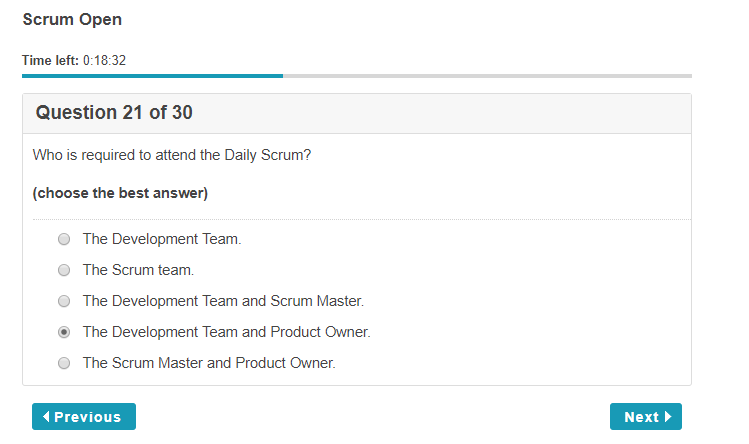 Scrum Open
Time left: 0:18:32
Question 21 of 30
Who is required to attend the Daily Scrum?
(choose the best answer)
The Development Team.
The Scrum team.
The Development Team and Scrum Master.
The Development Team and Product Owner.
The Scrum Master and Product Owner.
Previous
Next